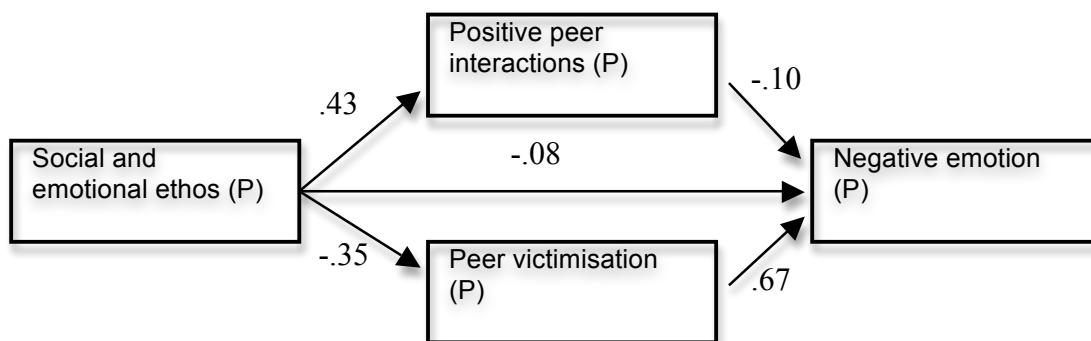 Positive peer
interactions (P)
-.10
.43
-.08
Social and
emotional ethos (P)
Negative emotion
(P)
-.35
Peer victimisation
(P)
.67